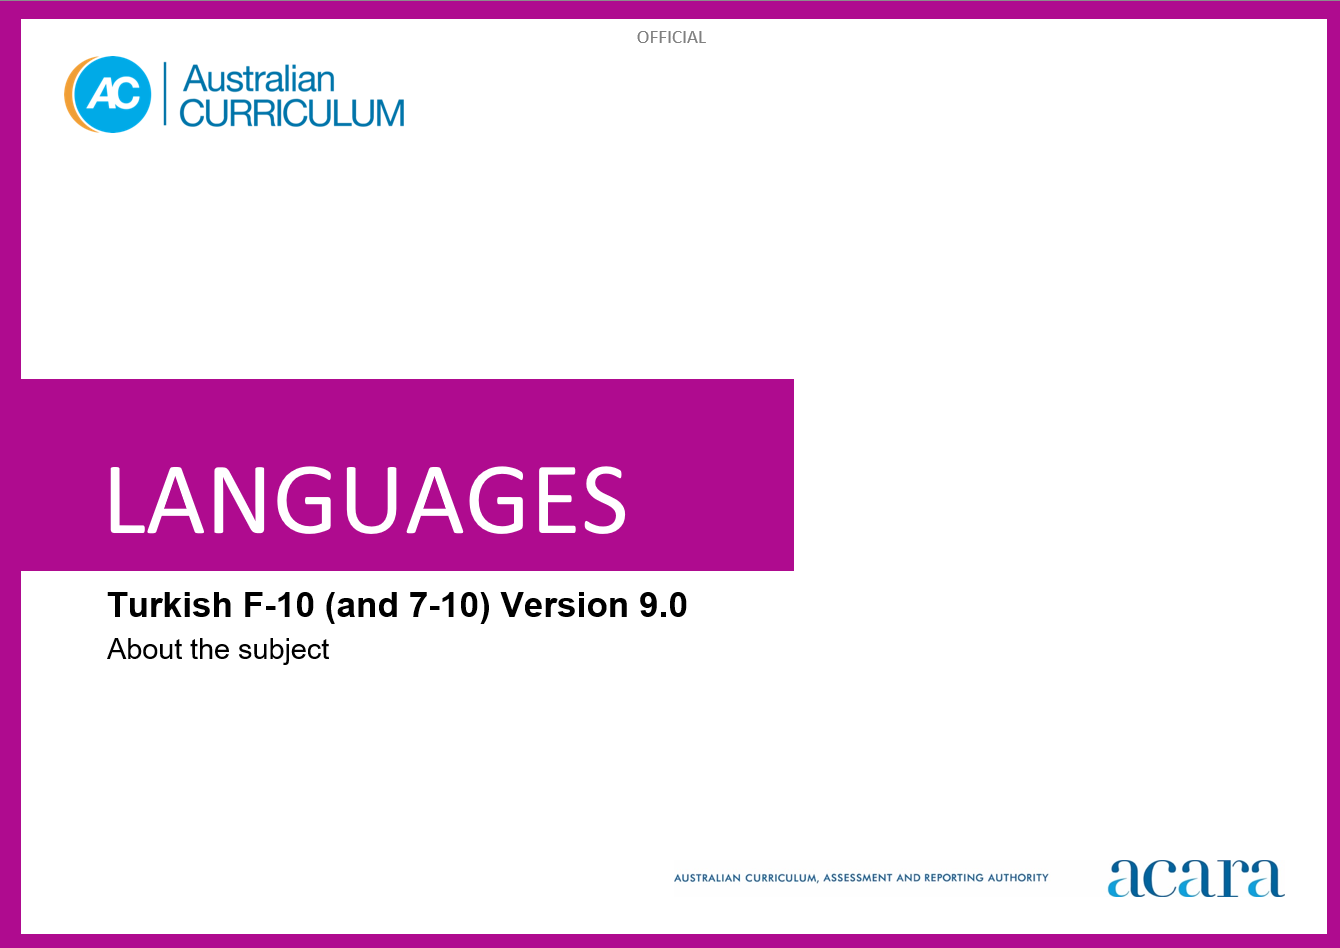 OFFICIAL
AC
Australian
CURRICULUM
LANGUAGES
Turkish F-10 (and 7-10) Version 9.0
About the subject
AUSTRALIAN CURRICULUM, ASSESSMENT AND REPORTING AUTHORITY
acara